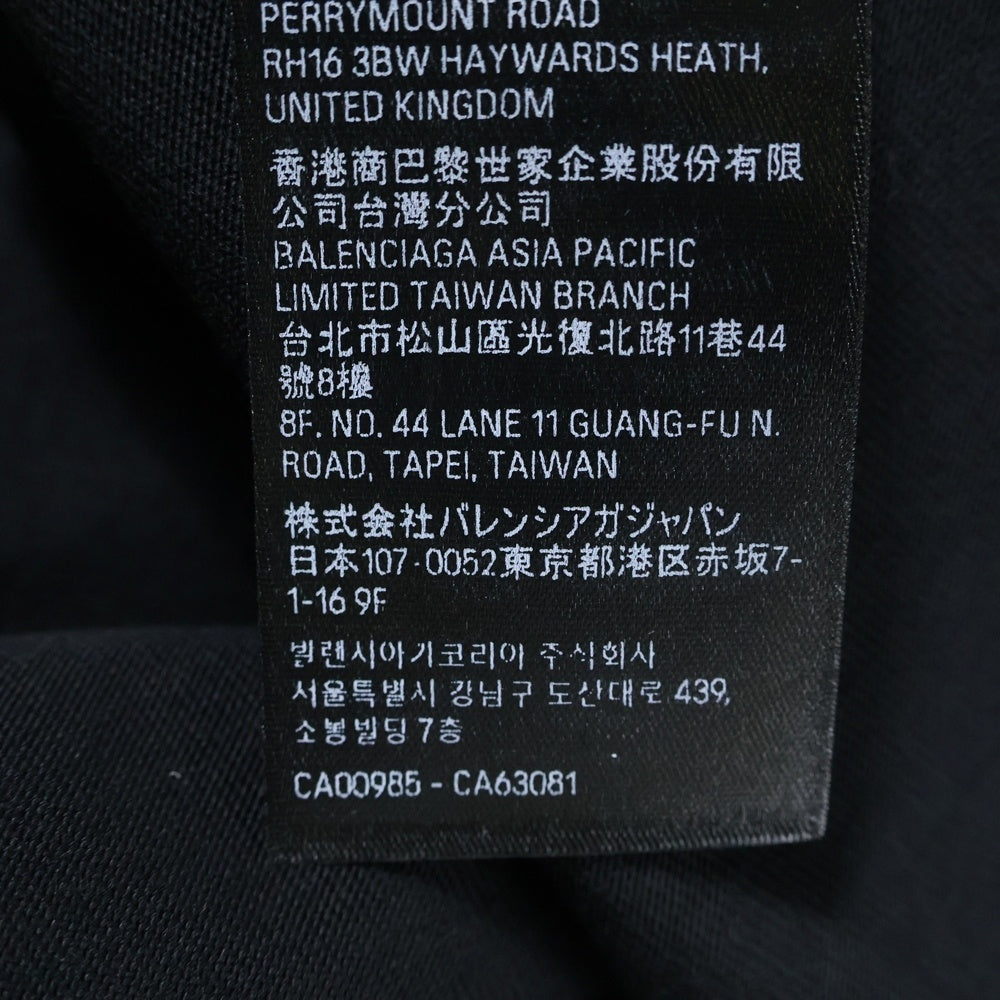 PERRYMOUNT ROAD
RH16 3BW HAYWARDS HEATH,
UNITED KINGDOM
香港商巴黎世家企業股份有限
公司台灣分公司
BALENCIAGA ASIA PACIFIC
LIMITED TAIWAN BRANCH
台北市松山區光復北路11巷44
號8樓
8F. NO. 44 LANE 11 GUANG-FU N.
ROAD, TAPEI, TAIWAN
株式会社バレンシアガジャパン
日本107-0052東京都港区赤坂7-
1-16 9F
발렌시아가코리아 주식회사
서울특별시 강남구 도산대로 439,
소봉빌딩 7층
CA00985 - CA63081